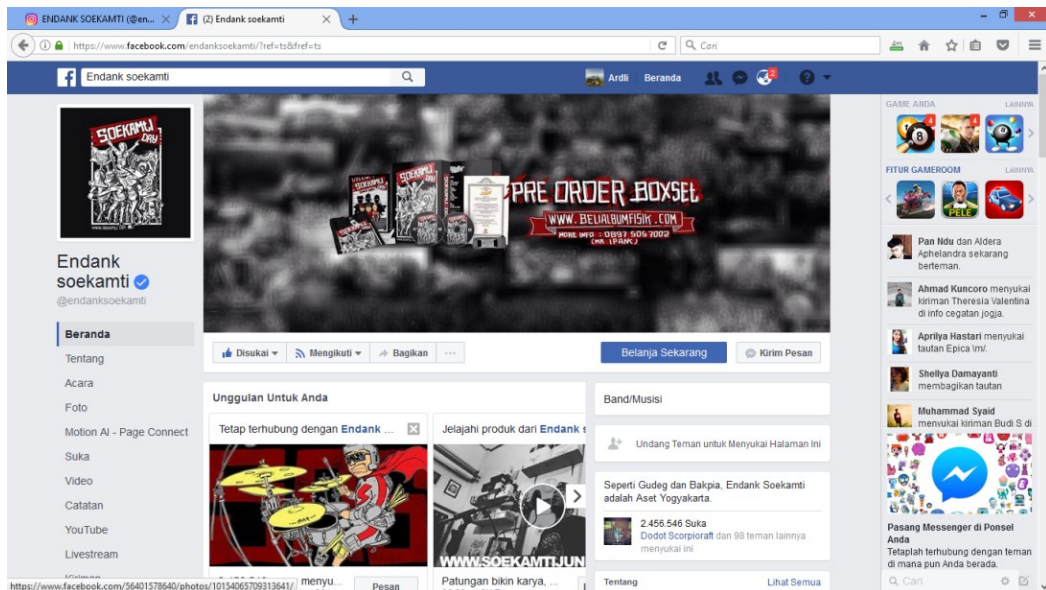 ENDANK SOEKAMTI (@en...
(2) Endank soekamti
https://www.facebook.com/endanksoekamti/?ref=ts&fref=ts
Cari
Endank soekamti
Ardli
Beranda
2
SOEKAMTI
DAY
PRE ORDER BOXSET
WWW. BELIALBUMFISIK . COM
MORE INFO : 0897 5057002
(MR. IPANK)
Endank
soekamti
@endanksoekamti
Beranda
Tentang
Acara
Foto
Motion AI - Page Connect
Suka
Video
Catatan
YouTube
Livestream
Disukai
Mengikuti
Bagikan
Belanja Sekarang
Kirim Pesan
Unggulan Untuk Anda
Tetap terhubung dengan Endank ...
Jelajahi produk dari Endank s
WWW.SOEKAMTIJUN
menyu...
Pesan
Patungan bikin karya, ...
Band/Musisi
Undang Teman untuk Menyukai Halaman Ini
Seperti Gudeg dan Bakpia, Endank Soekamti
adalah Aset Yogyakarta.
2.456.546 Suka
Dodot Scorpioraft dan 98 teman lainnya
menyukai ini
Tentang
Lihat Semua
GAME ANDA
LAINNYA
4
4
FITUR GAMEROOM
LAINNYA
PELE
Pan Ndu dan Aldera
Aphelandra sekarang
berteman.
Ahmad Kuncoro menyukai
kiriman Theresia Valentina
di info cegatan jogja.
Aprilya Hastari menyukai
tautan Epica \m/.
Shellya Damayanti
membagikan tautan
Muhammad Syaid
menyukai kiriman Budi S di
Pasang Messenger di Ponsel
Anda
Tetaplah terhubung dengan teman
di mana pun Anda berada.
Cari
https://www.facebook.com/56401578640/photos/10154065709313641/